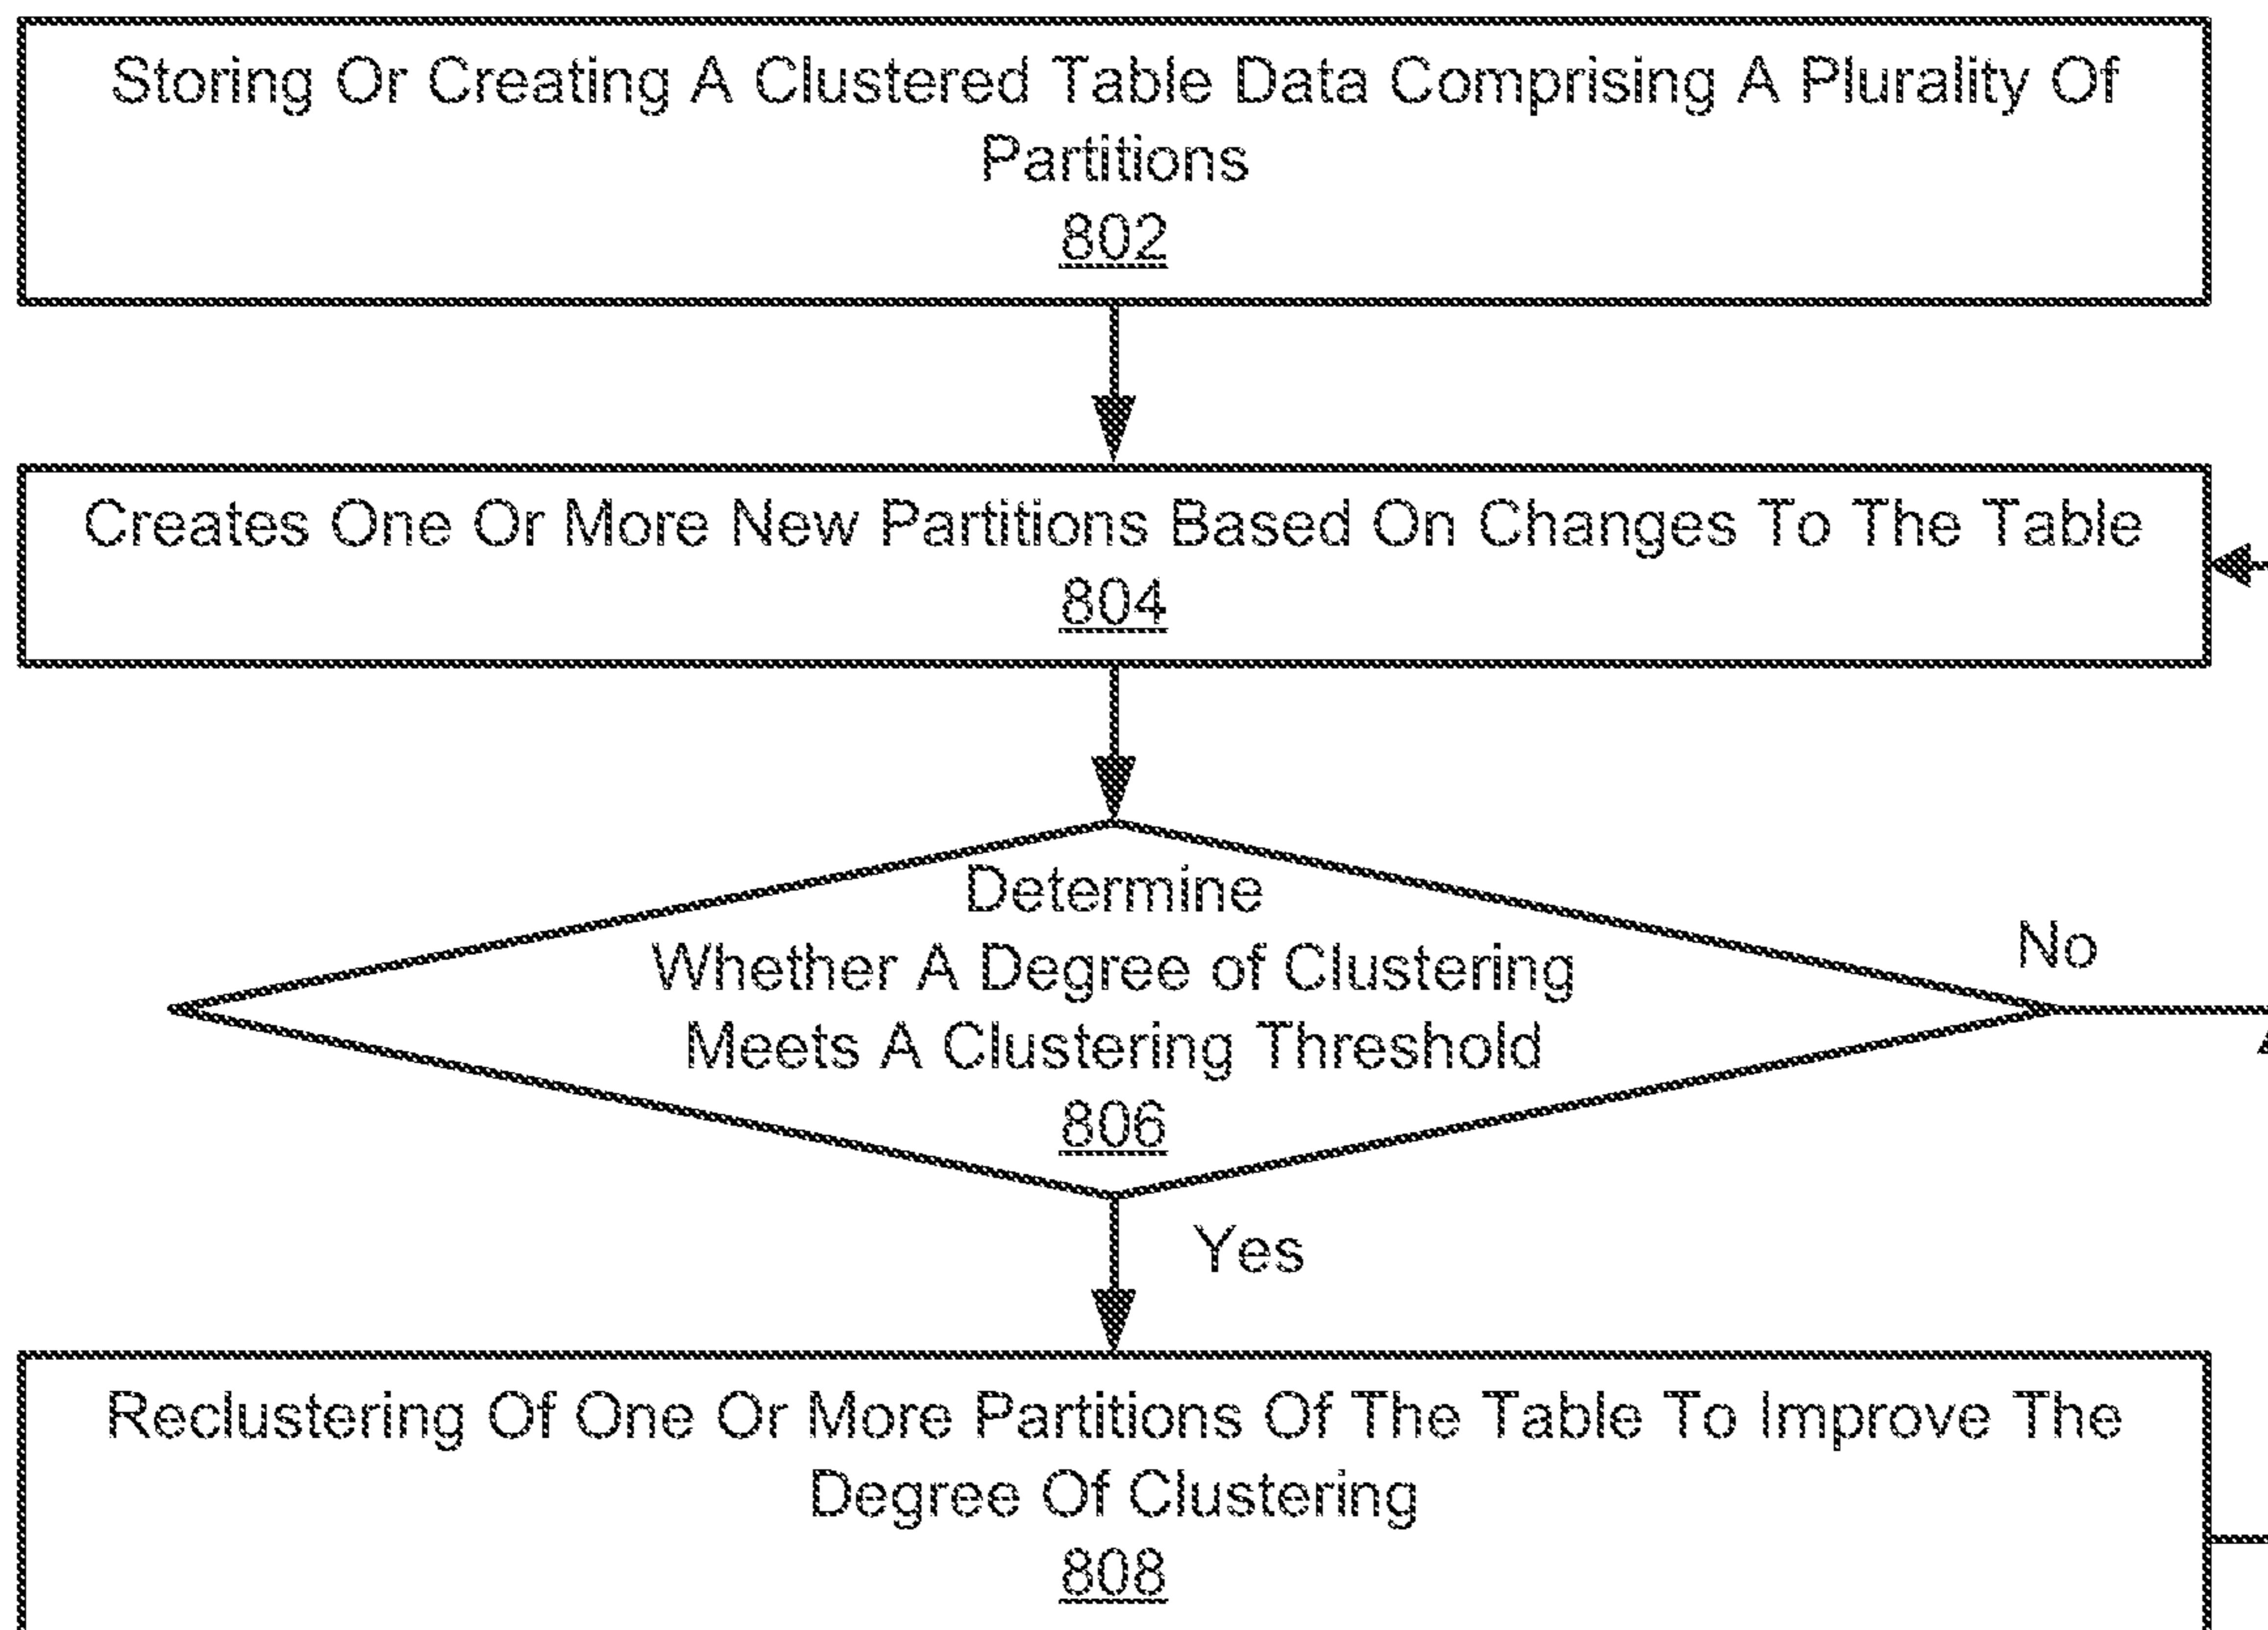 Storing Or Creating A Clustered Table Data Comprising A Plurality Of
Partitions
802
Creates One Or More New Partitions Based On Changes To The Table
804
Determine
Whether A Degree of Clustering
Meets A Clustering Threshold
806
No
Yes
Reclustering Of One Or More Partitions Of The Table To Improve The
Degree Of Clustering
808